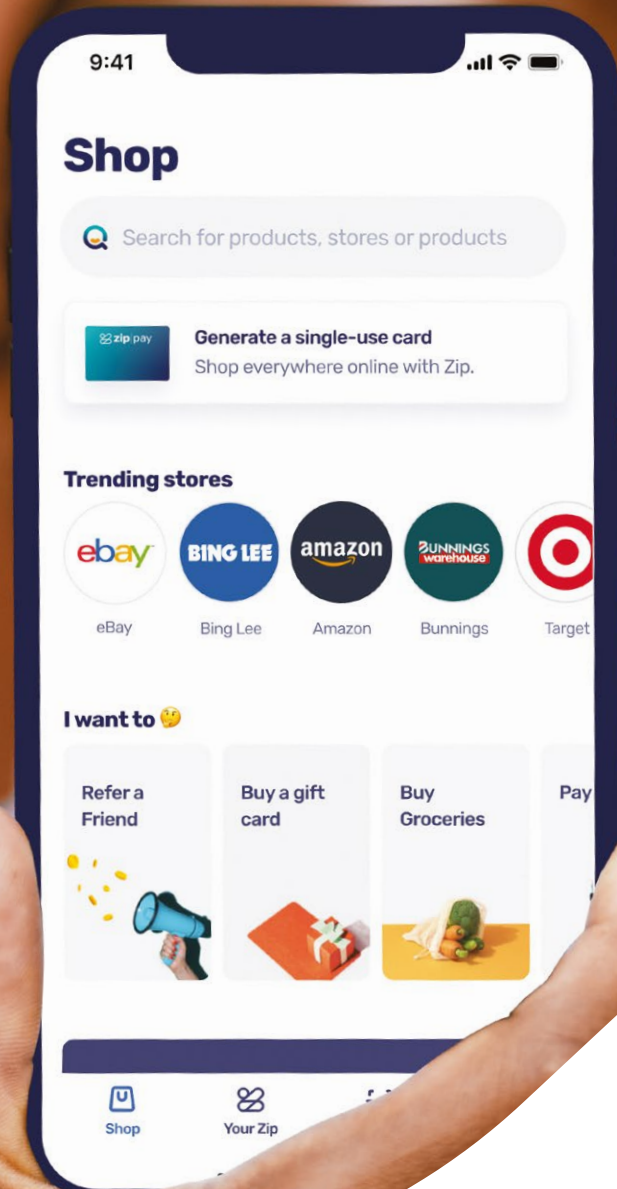 9:41
Shop
Search for products, stores or products
zip pay
Generate a single-use card
Shop everywhere online with Zip.
Trending stores
ebay
BING LEE
amazon
BUNNINGS
warehouse
eBay
Bing Lee
Amazon
Bunnings
Target
I want to
Refer a
Friend
Buy a gift
card
Buy
Groceries
Pay
Shop
Your Zip